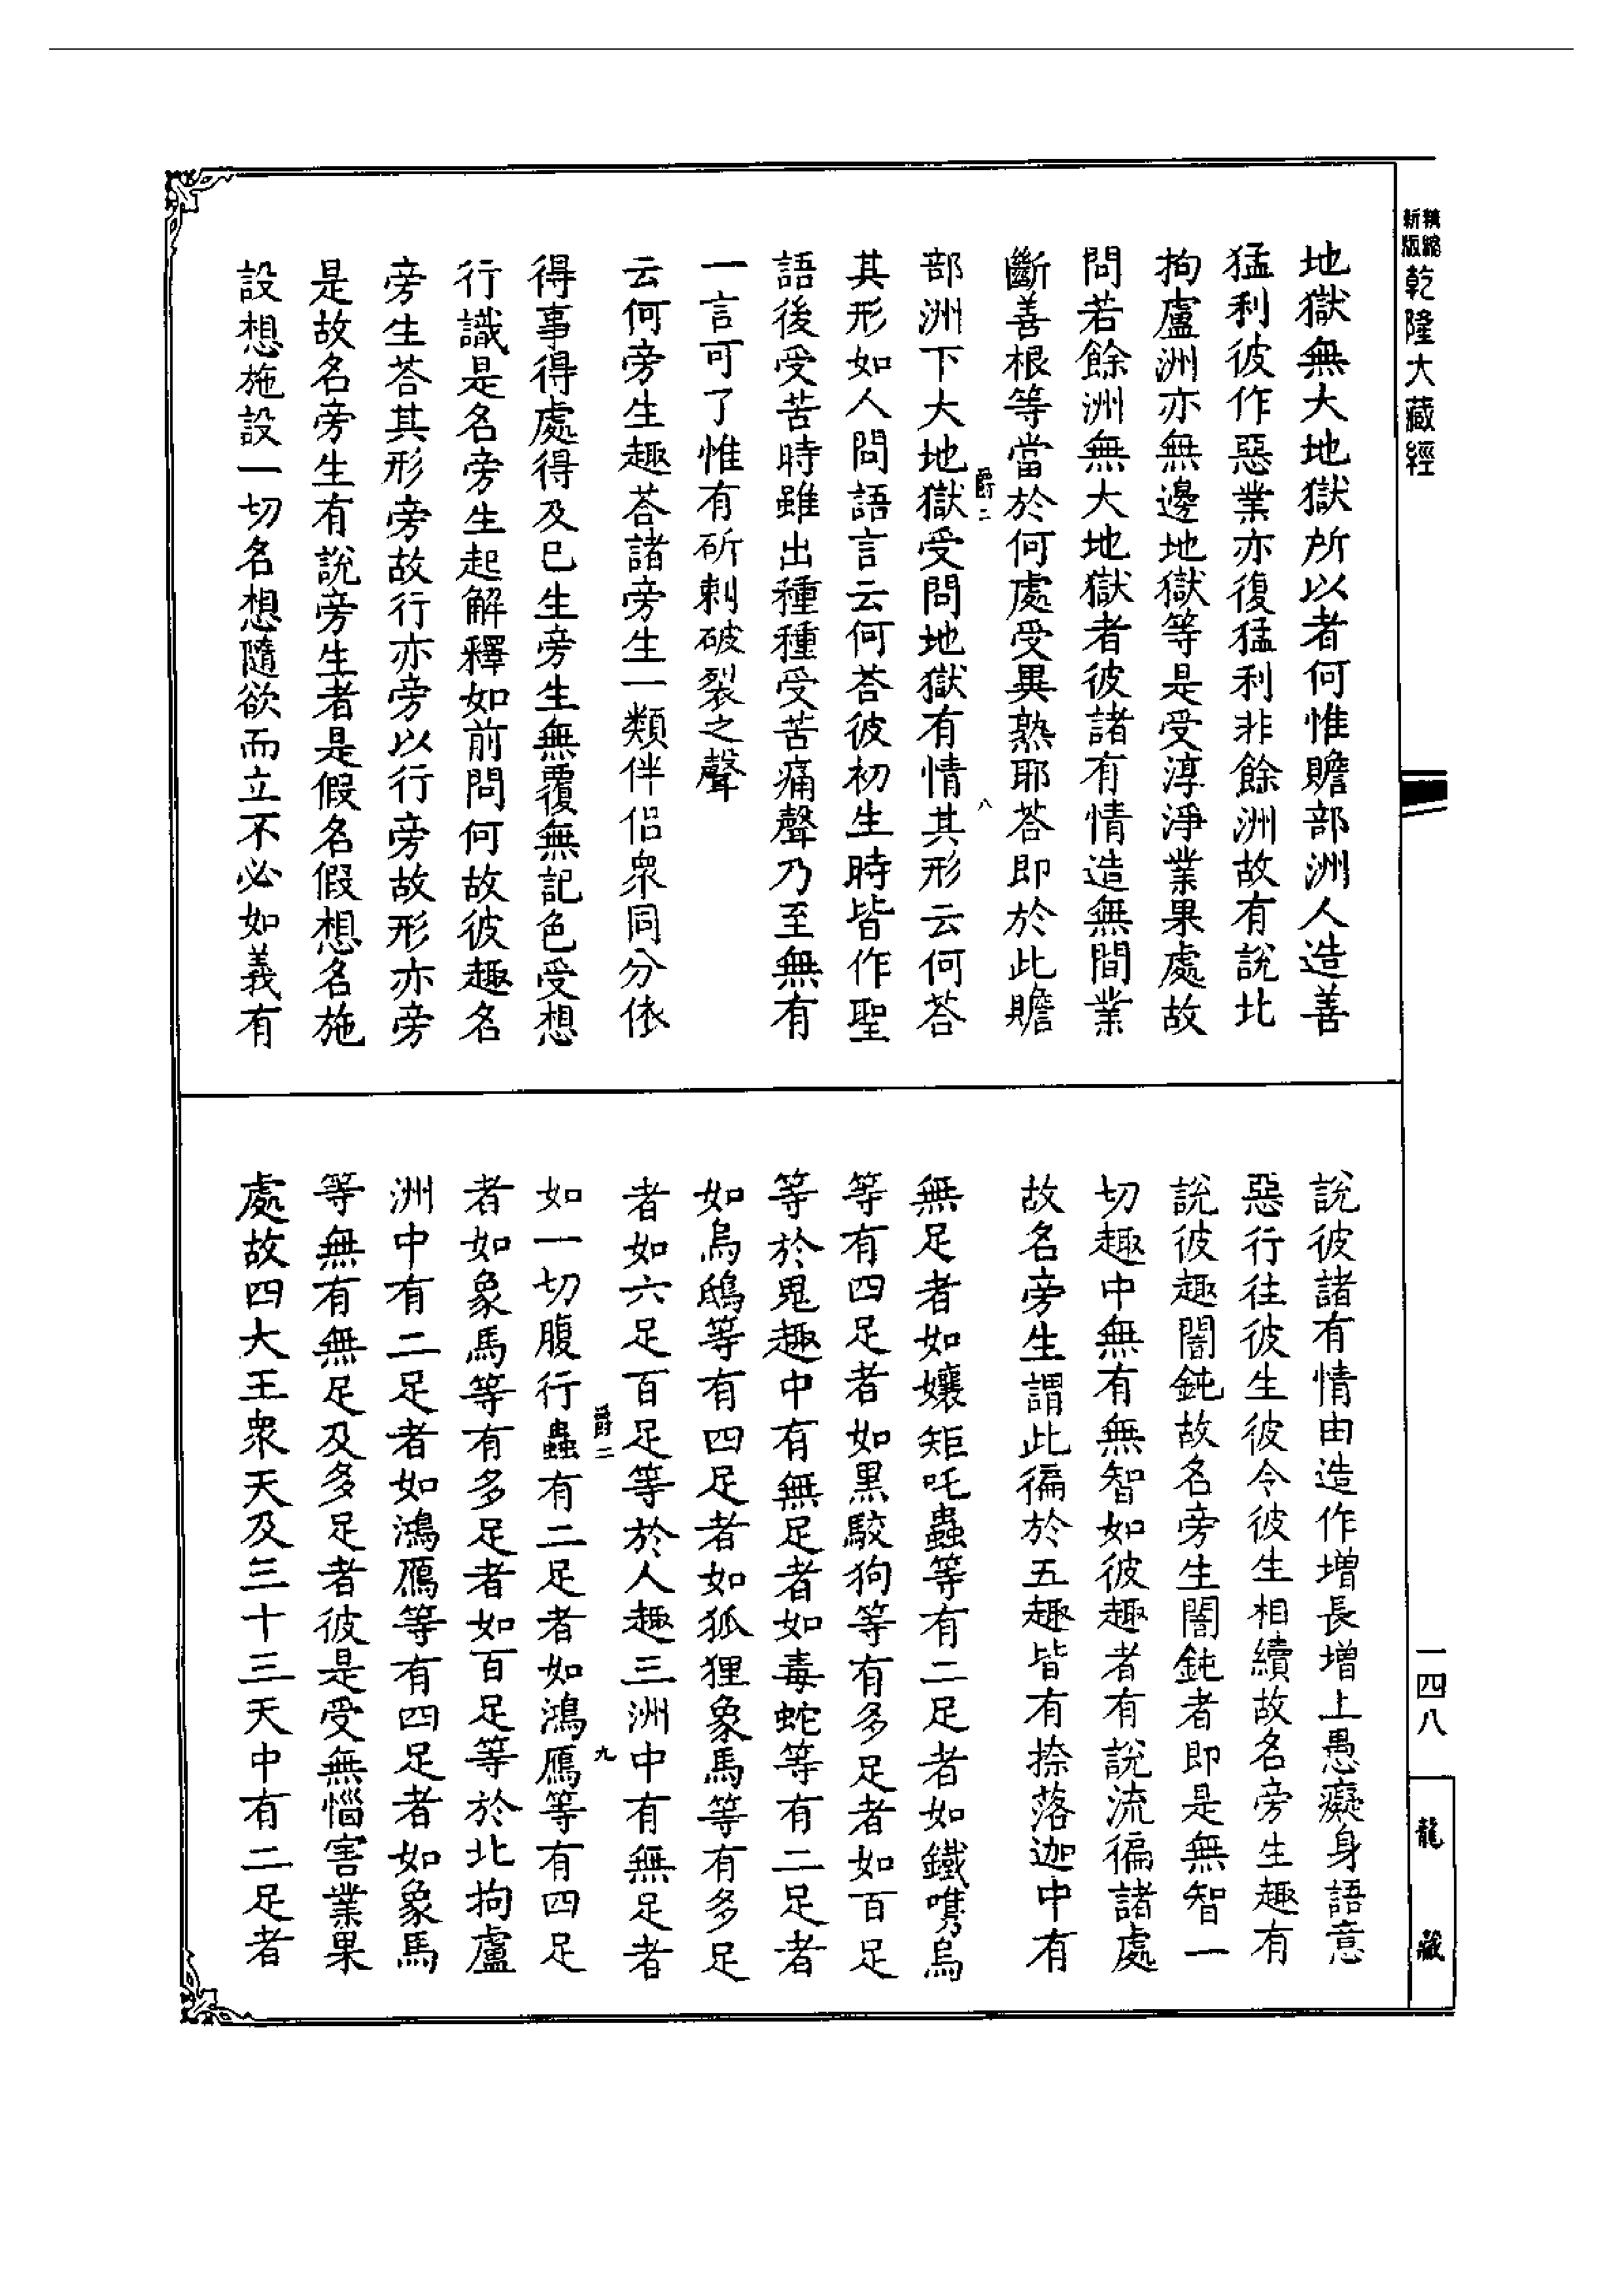 精縮新版乾隆大藏經
地獄無大地獄所以者何惟贍部洲人造善
猛利彼作惡業亦復猛利非餘洲故有說北
拘盧洲亦無邊地獄等是受淳淨業果處故
問若餘洲無大地獄者彼諸有情造無間業
斷善根等當於何處受異熟耶荅即於此贍
爵二
八
部洲下大地獄受問地獄有情其形云何荅
其形如人問語言云何荅彼初生時皆作聖
語後受苦時雖出種種受苦痛聲乃至無有
一言可了惟有斫刺破裂之聲
云何旁生趣荅諸旁生一類伴侶衆同分依
得事得處得及已生旁生無覆無記色受想
行識是名旁生起解釋如前問何故彼趣名
旁生荅其形旁故行亦旁以行旁故形亦旁
是故名旁生有說旁生者是假名假想名施
設想施設一切名想隨欲而立不必如義有
說彼諸有情由造作增長增上愚癡身語意
惡行往彼生彼令彼生相續故名旁生趣有
說彼趣闇鈍故名旁生闇鈍者即是無智一
切趣中無有無智如彼趣者有說流徧諸處
故名旁生謂此徧於五趣皆有捺落迦中有
無足者如孃矩吒蟲等有二足者如鐵嘴烏
等有四足者如黑駮狗等有多足者如百足
等於鬼趣中有無足者如毒蛇等有二足者
如烏鴟等有四足者如狐狸象馬等有多足
者如六足百足等於人趣三洲中有無足者
爵二
九
如一切腹行蟲有二足者如鴻鴈等有四足
者如象馬等有多足者如百足等於北拘盧
洲中有二足者如鴻鴈等有四足者如象馬
等無有無足及多足者彼是受無惱害業果
處故四大王衆天及三十三天中有二足者
一四八
龍藏